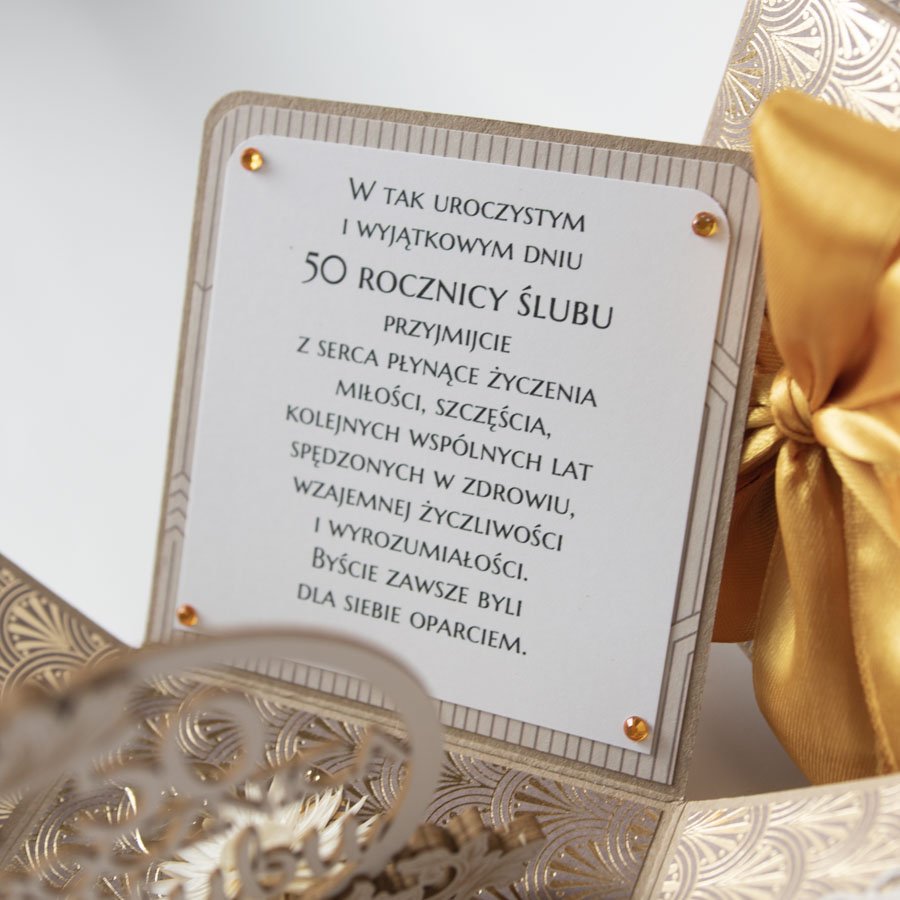 W TAK UROCZYSTYM
I WYJĄTKOWYM DNIU
50 ROCZNICY ŚLUBU
PRZYJMIJCIE
Z SERCA PŁYNĄCE ŻYCZENIA
MIŁOŚCI, SZCZĘŚCIA,
KOLEJNYCH WSPÓLNYCH LAT
SPĘDZONYCH W ZDROWIU,
WZAJEMNEJ ŻYCZLIWOŚCI
I WYROZUMIAŁOŚCI.
BYŚCIE ZAWSZE BYLI
DLA SIEBIE OPARCIEM.